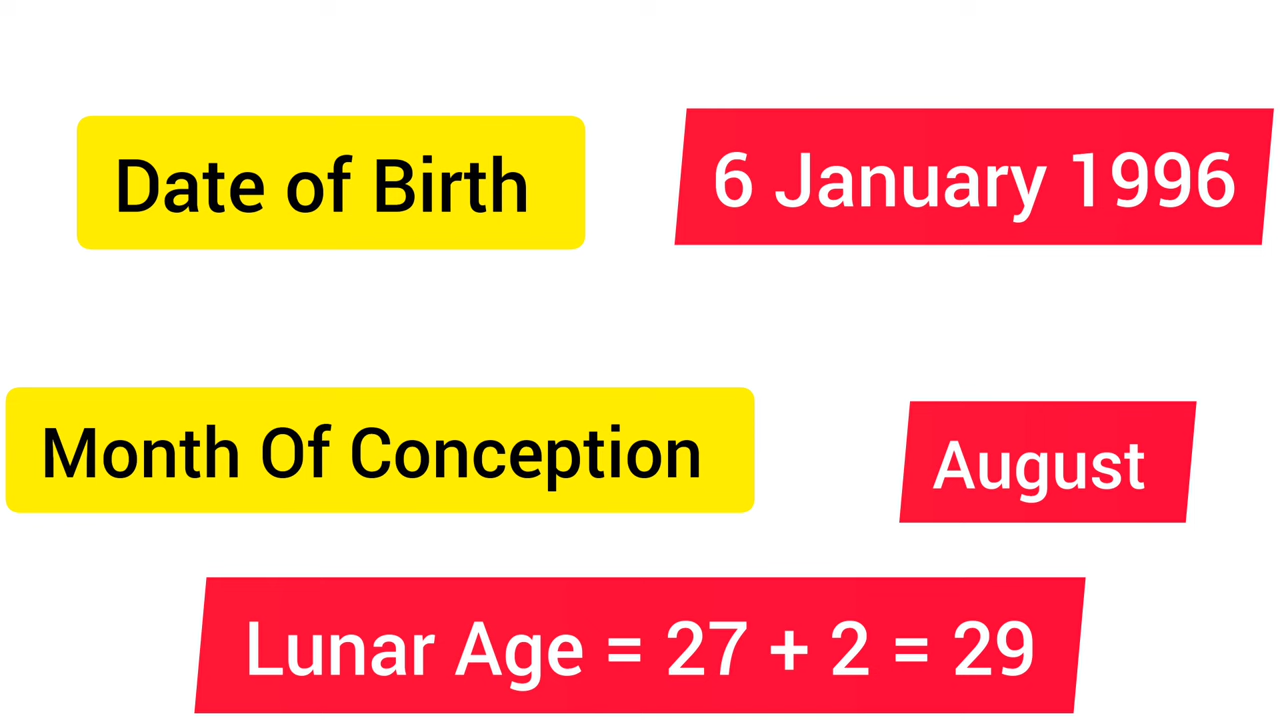 Date of Birth
6 January 1996
Month Of Conception
August
Lunar Age = 27 + 2 = 29